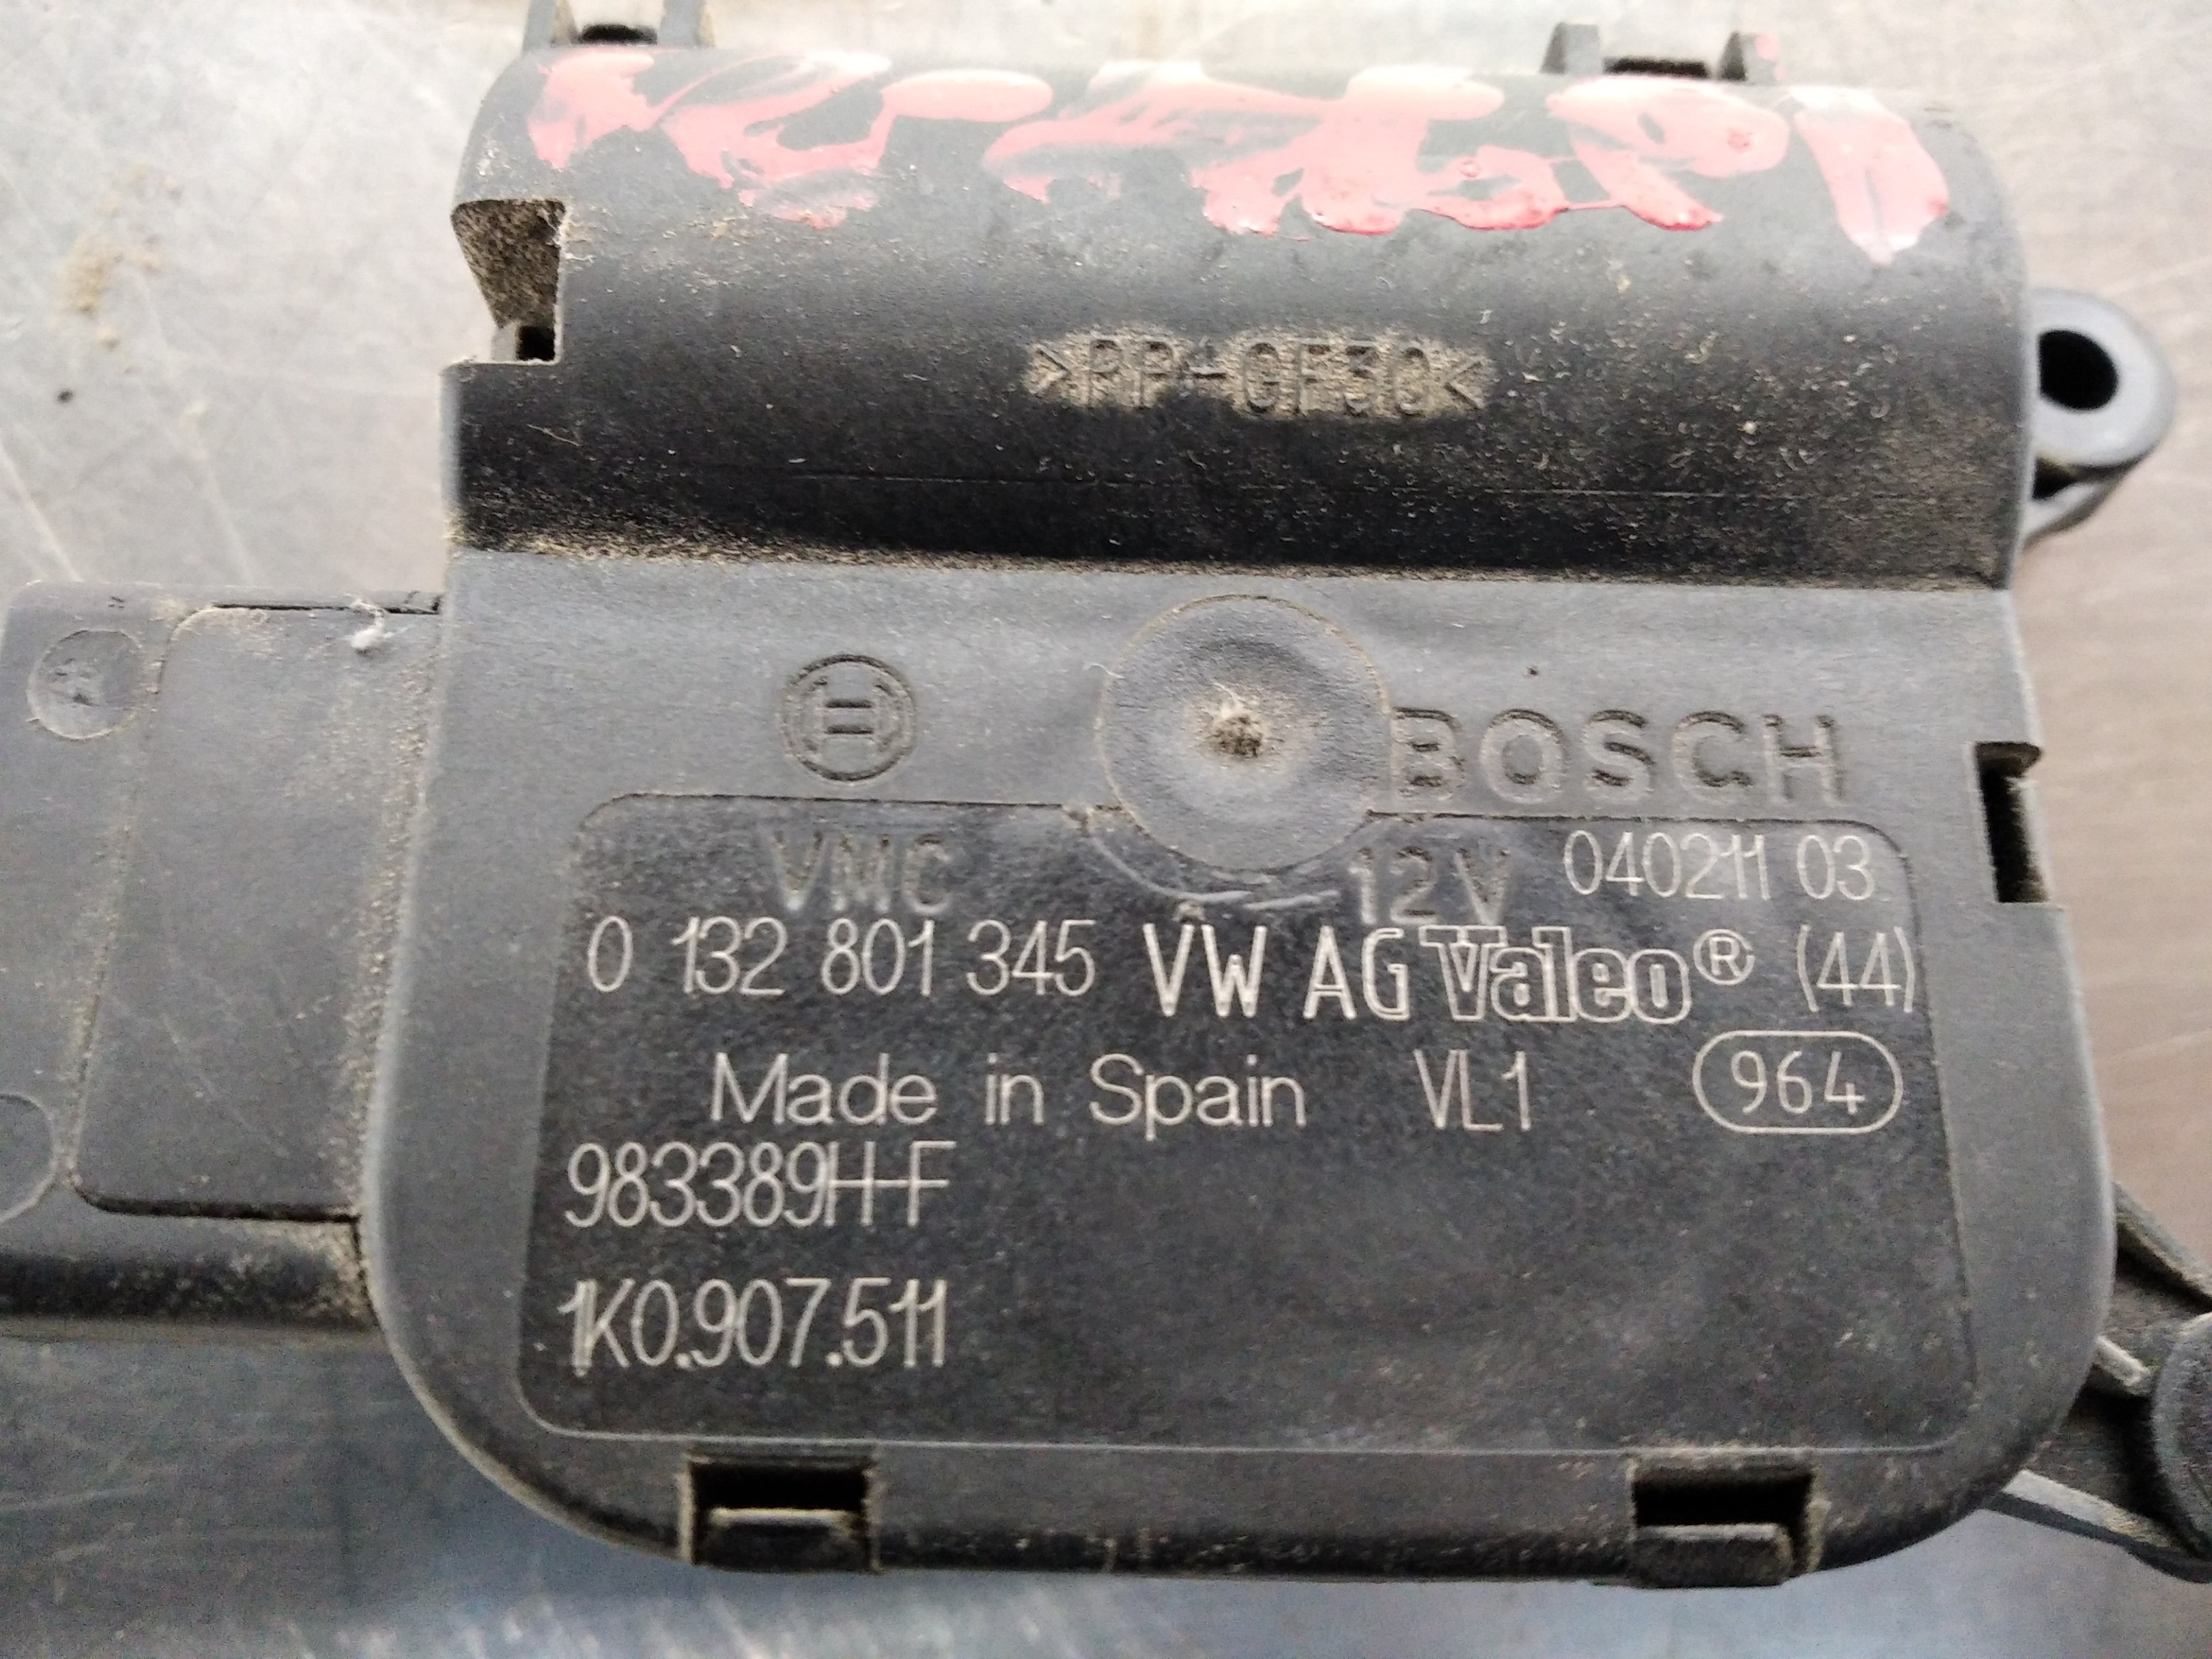 >PP-GF30<
BOSCH
VMC 12V 040211 03
0 132 801 345 VW AG Valeo® (44)
Made in Spain VL1 964
983389H-F
1K0.907.511